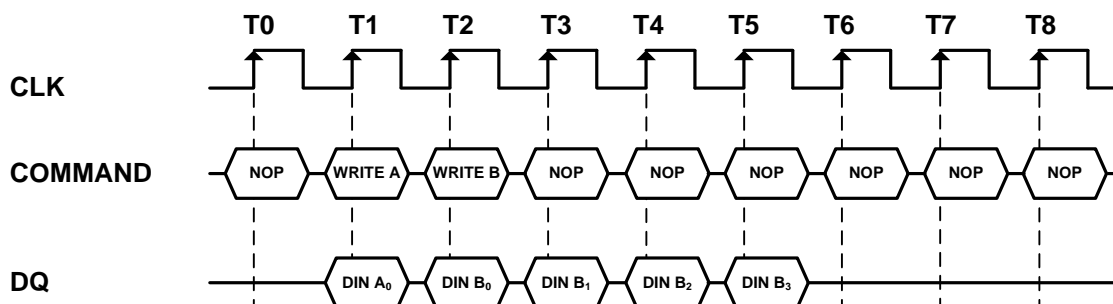 T0 T1 T2 T3 T4 T5 T6 T7 T8
CLK
COMMAND NOP WRITE A WRITE B NOP NOP NOP NOP NOP NOP
DQ DIN A₀ DIN B₀ DIN B₁ DIN B₂ DIN B₃